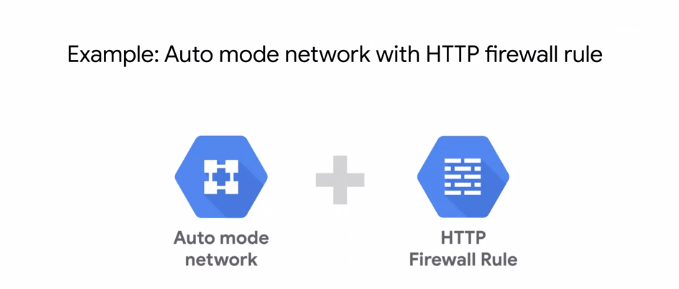 Example: Auto mode network with HTTP firewall rule
Auto mode
network
HTTP
Firewall Rule